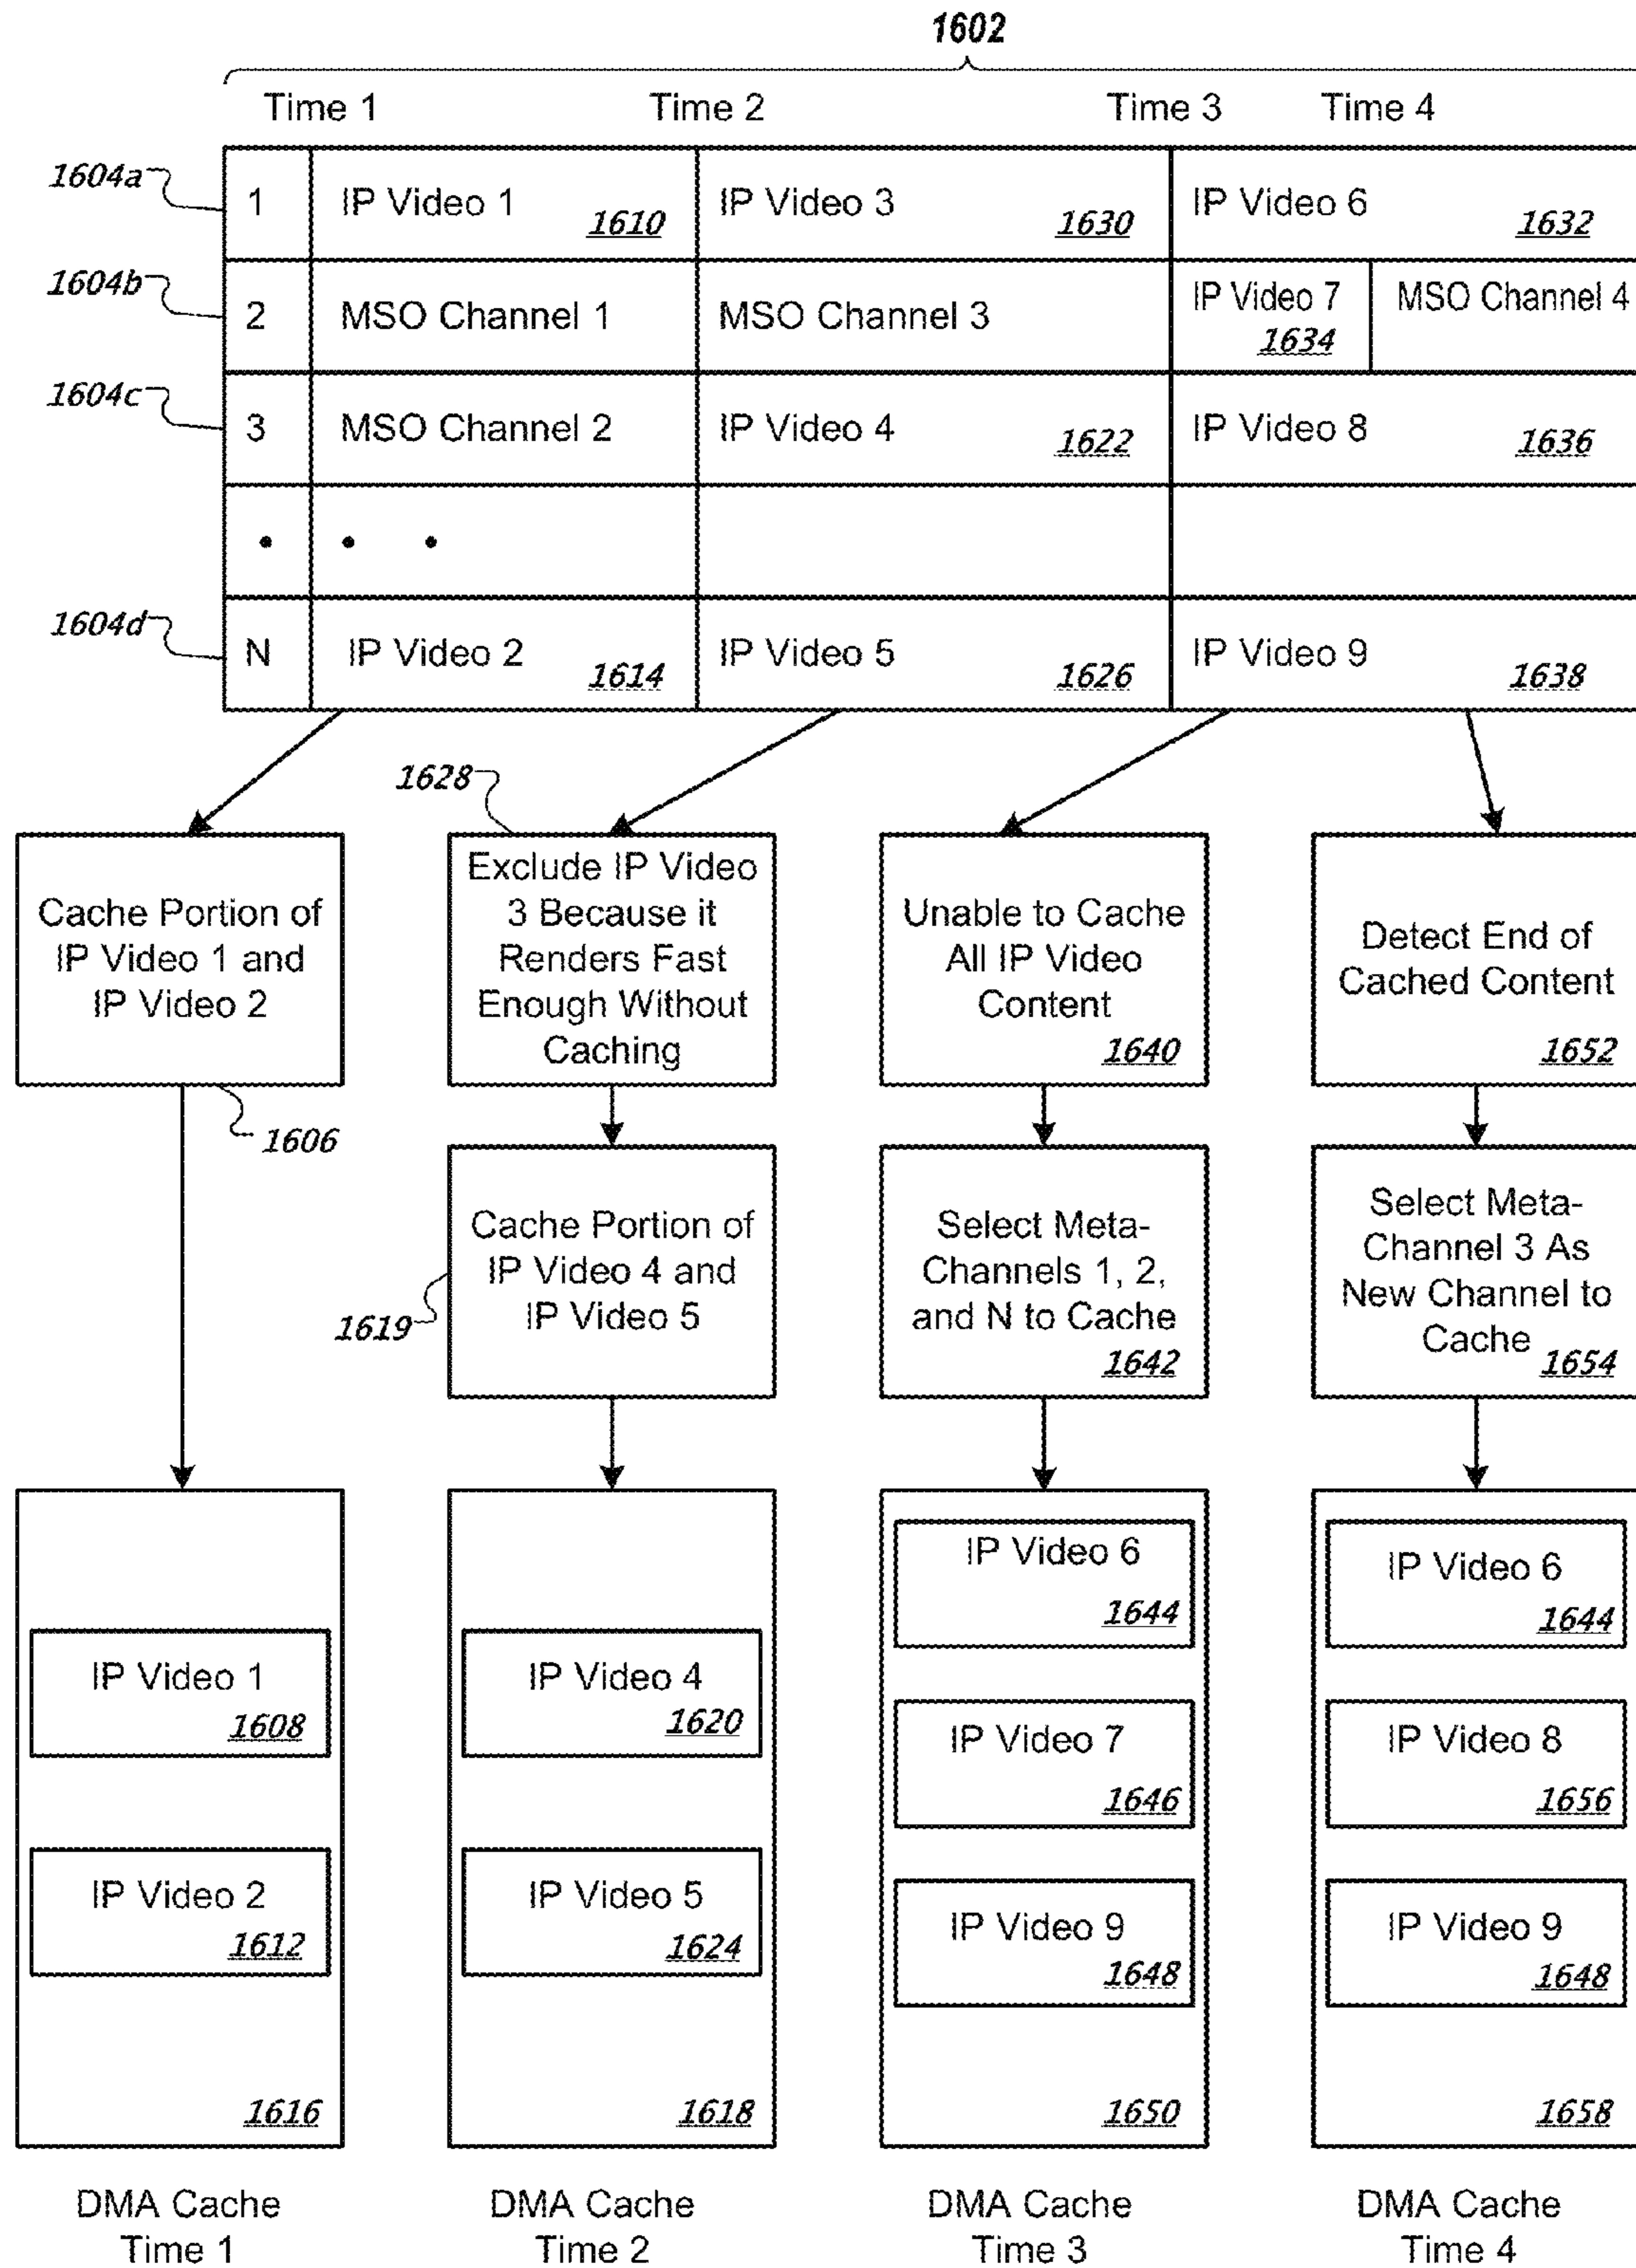 1602
Time 1 Time 2 Time 3 Time 4
1604a 1 IP Video 1 1610 IP Video 3 1630 IP Video 6 1632
1604b 2 MSO Channel 1 MSO Channel 3 IP Video 7 1634 MSO Channel 4
1604c 3 MSO Channel 2 IP Video 4 1622 IP Video 8 1636
1604d N IP Video 2 1614 IP Video 5 1626 IP Video 9 1638
Cache Portion of
IP Video 1 and
IP Video 2
1606
1628
Exclude IP Video
3 Because it
Renders Fast
Enough Without
Caching
Unable to Cache
All IP Video
Content
1640
Detect End of
Cached Content
1652
1619
Cache Portion of
IP Video 4 and
IP Video 5
Select Meta-
Channels 1, 2,
and N to Cache
1642
Select Meta-
Channel 3 As
New Channel to
Cache 1654
IP Video 1
1608
IP Video 2
1612
1616
IP Video 4
1620
IP Video 5
1624
1618
IP Video 6
1644
IP Video 7
1646
IP Video 9
1648
1650
IP Video 6
1644
IP Video 8
1656
IP Video 9
1648
1658
DMA Cache
Time 1
DMA Cache
Time 2
DMA Cache
Time 3
DMA Cache
Time 4